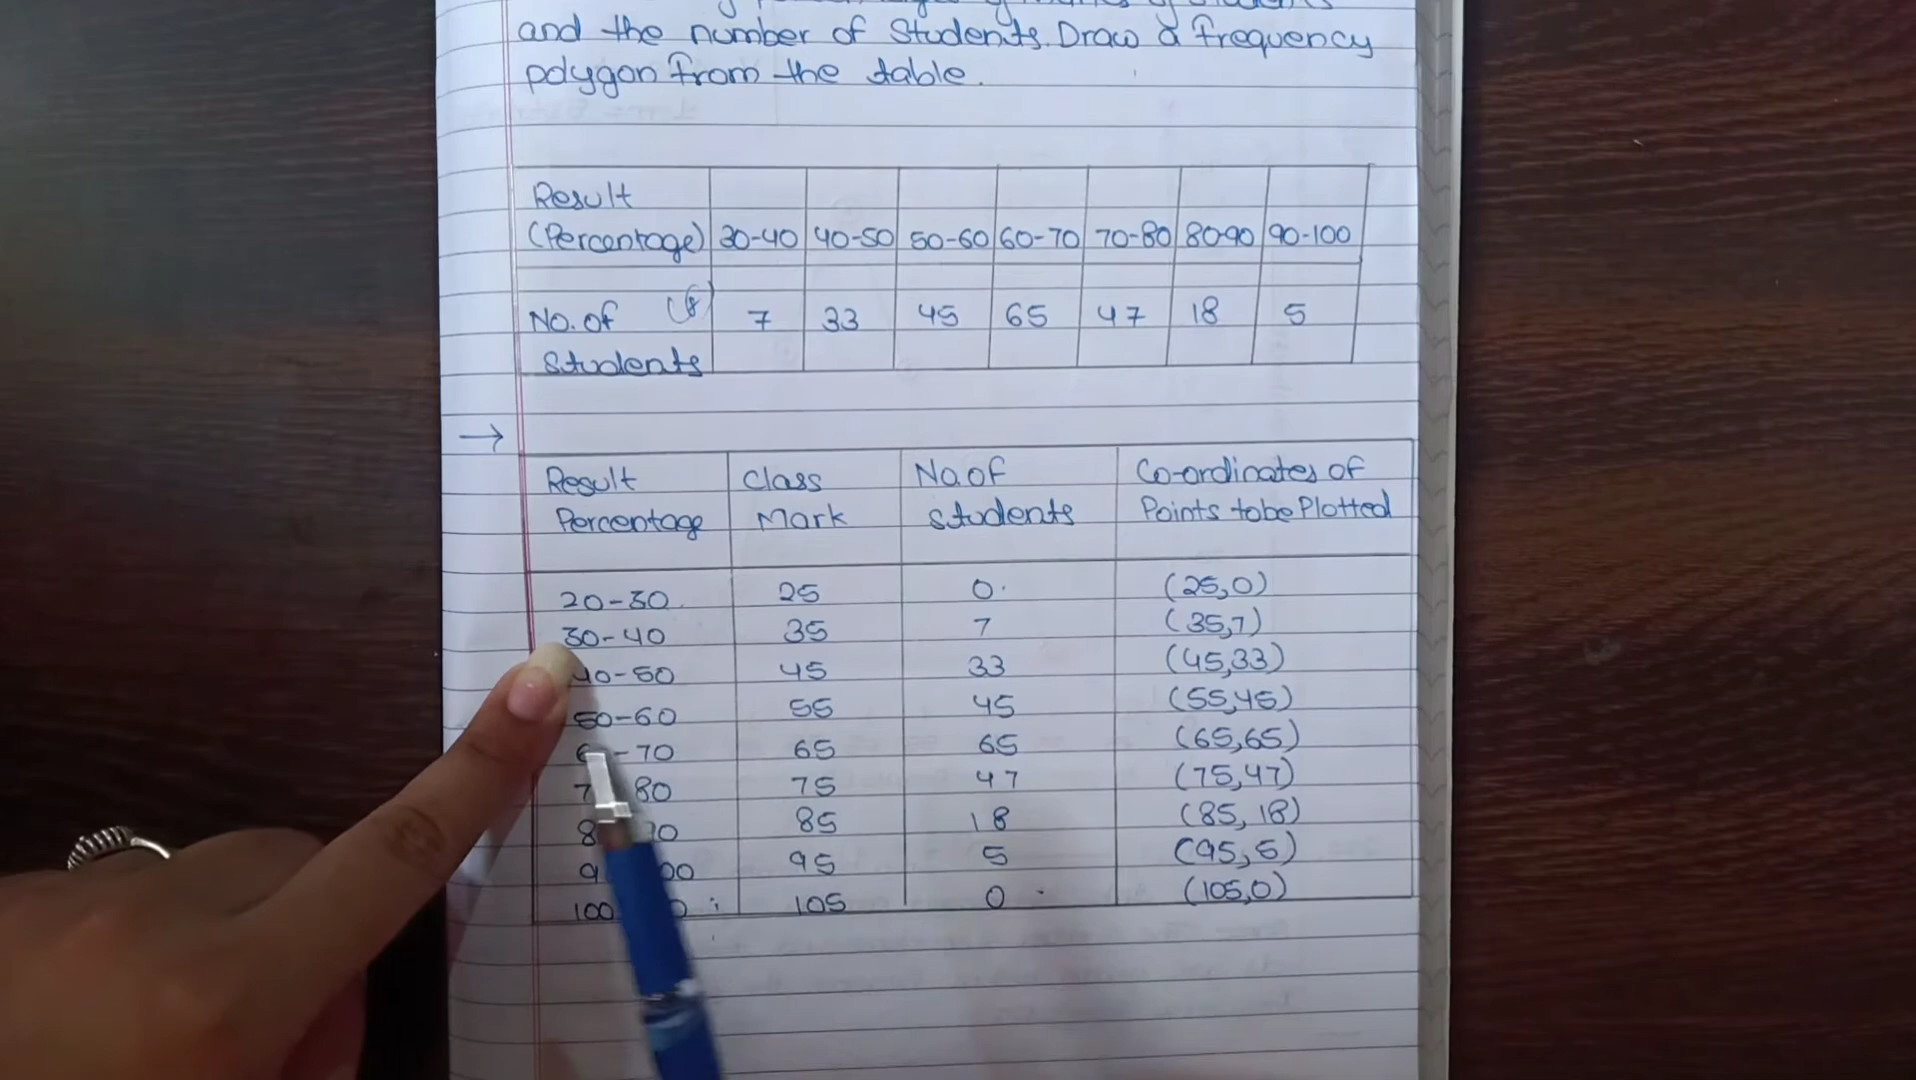 and the number of Students. Draw a frequency
polygon from the table.
Result
(Percentage) 30-40 40-50 50-60 60-70 70-80 80-90 90-100
No. of 7 33 45 65 47 18 5
Students
→
Result Class No. of Co-ordinates of
Percentage Mark students Points to be Plotted
20-30 25 0 (25,0)
30-40 35 7 (35,7)
40-50 45 33 (45,33)
50-60 55 45 (55,45)
-70 65 65 (65,65)
80 75 47 (75,47)
85 18 (85, 18)
95 5 (95,5)
100 105 0 (105,0)